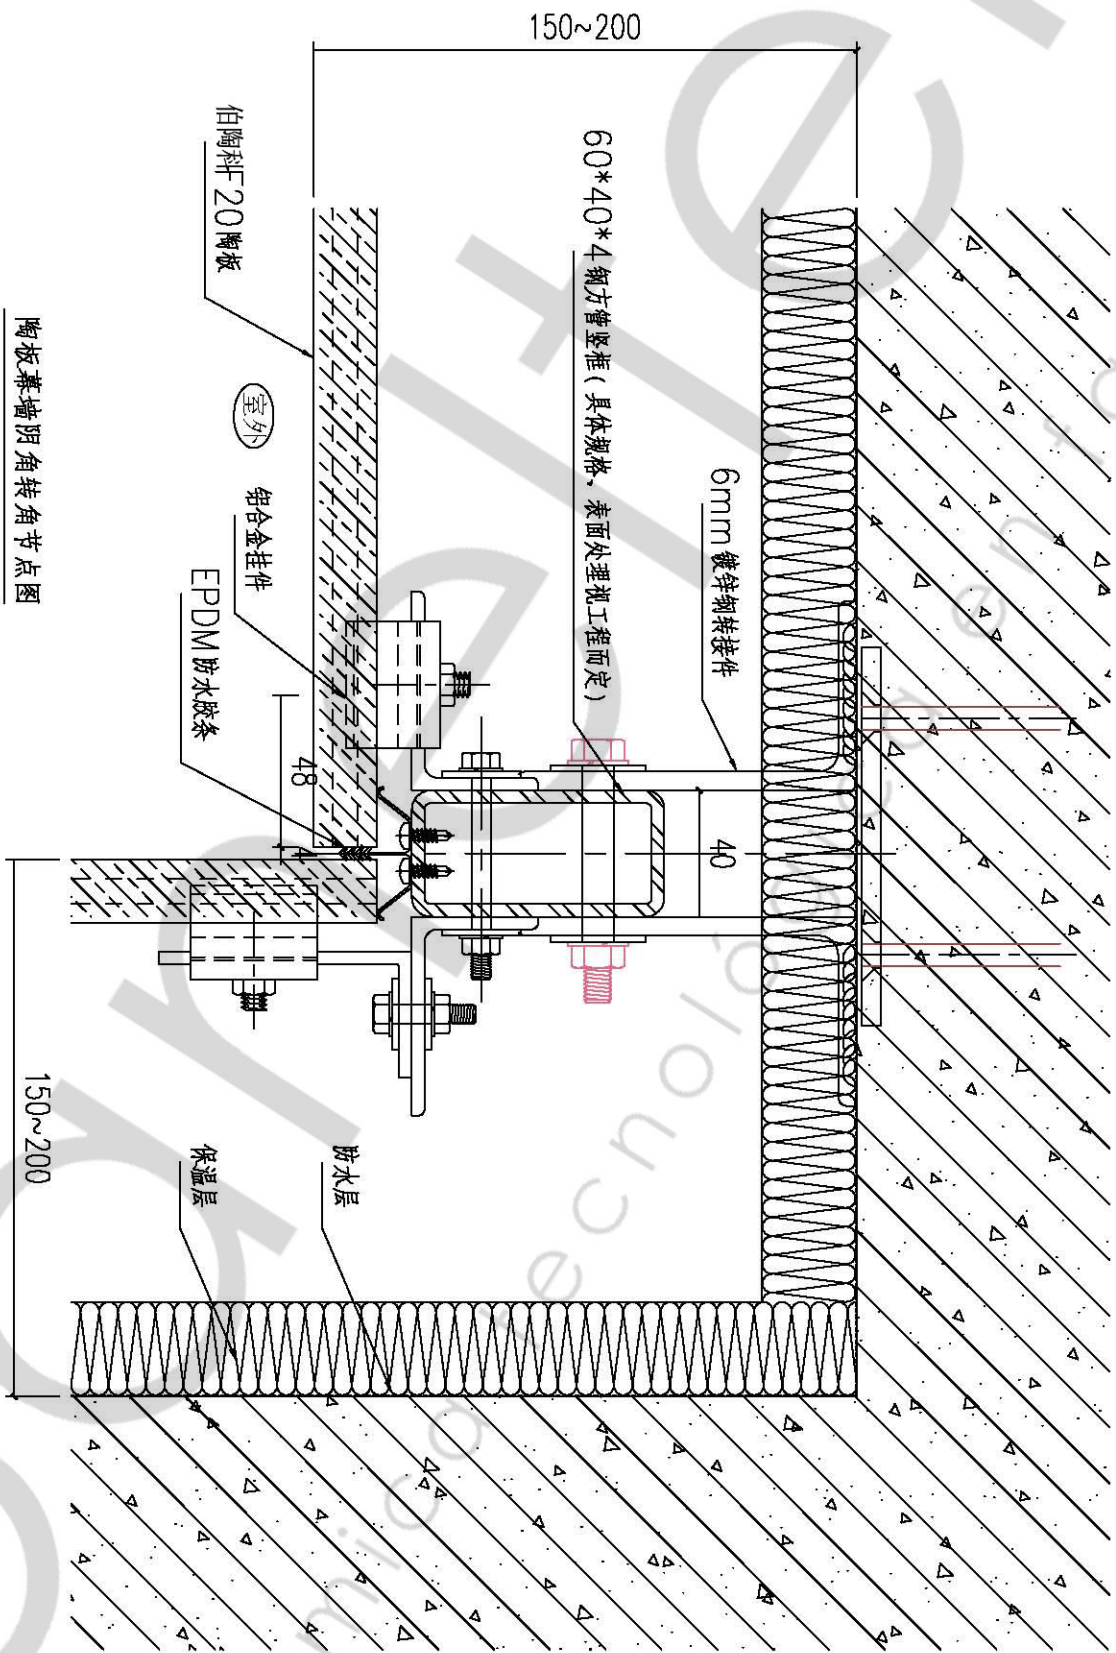 150~200
60*40*4钢方管竖框(具体规格,表面处理视工程而定)
6mm镀锌钢转接件
伯陶科F20陶板
室外
铝合金挂件
EPDM防水胶条
48
40
150~200
防水层
保温层
陶板幕墙阴角转角节点图